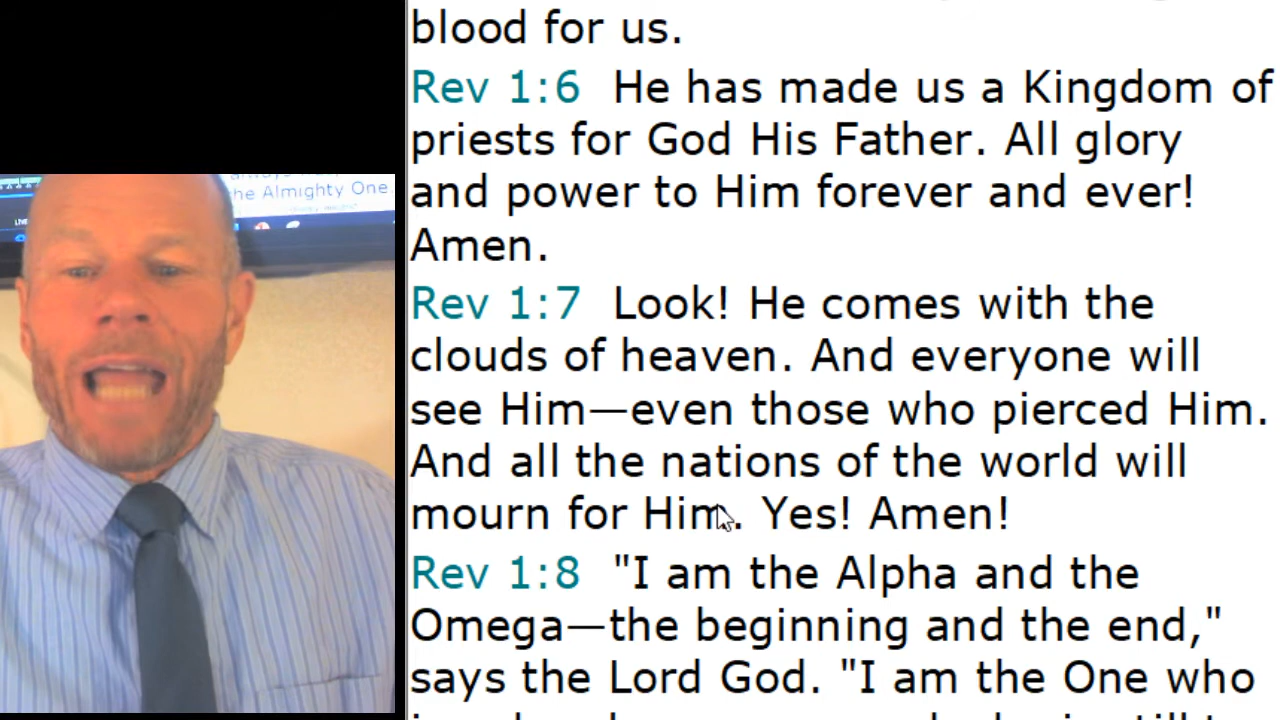 blood for us.
Rev 1:6 He has made us a Kingdom of
priests for God His Father. All glory
and power to Him forever and ever!
Amen.
Rev 1:7 Look! He comes with the
clouds of heaven. And everyone will
see Him—even those who pierced Him.
And all the nations of the world will
mourn for Him. Yes! Amen!
Rev 1:8 "I am the Alpha and the
Omega—the beginning and the end,"
says the Lord God. "I am the One who
the Almighty One.